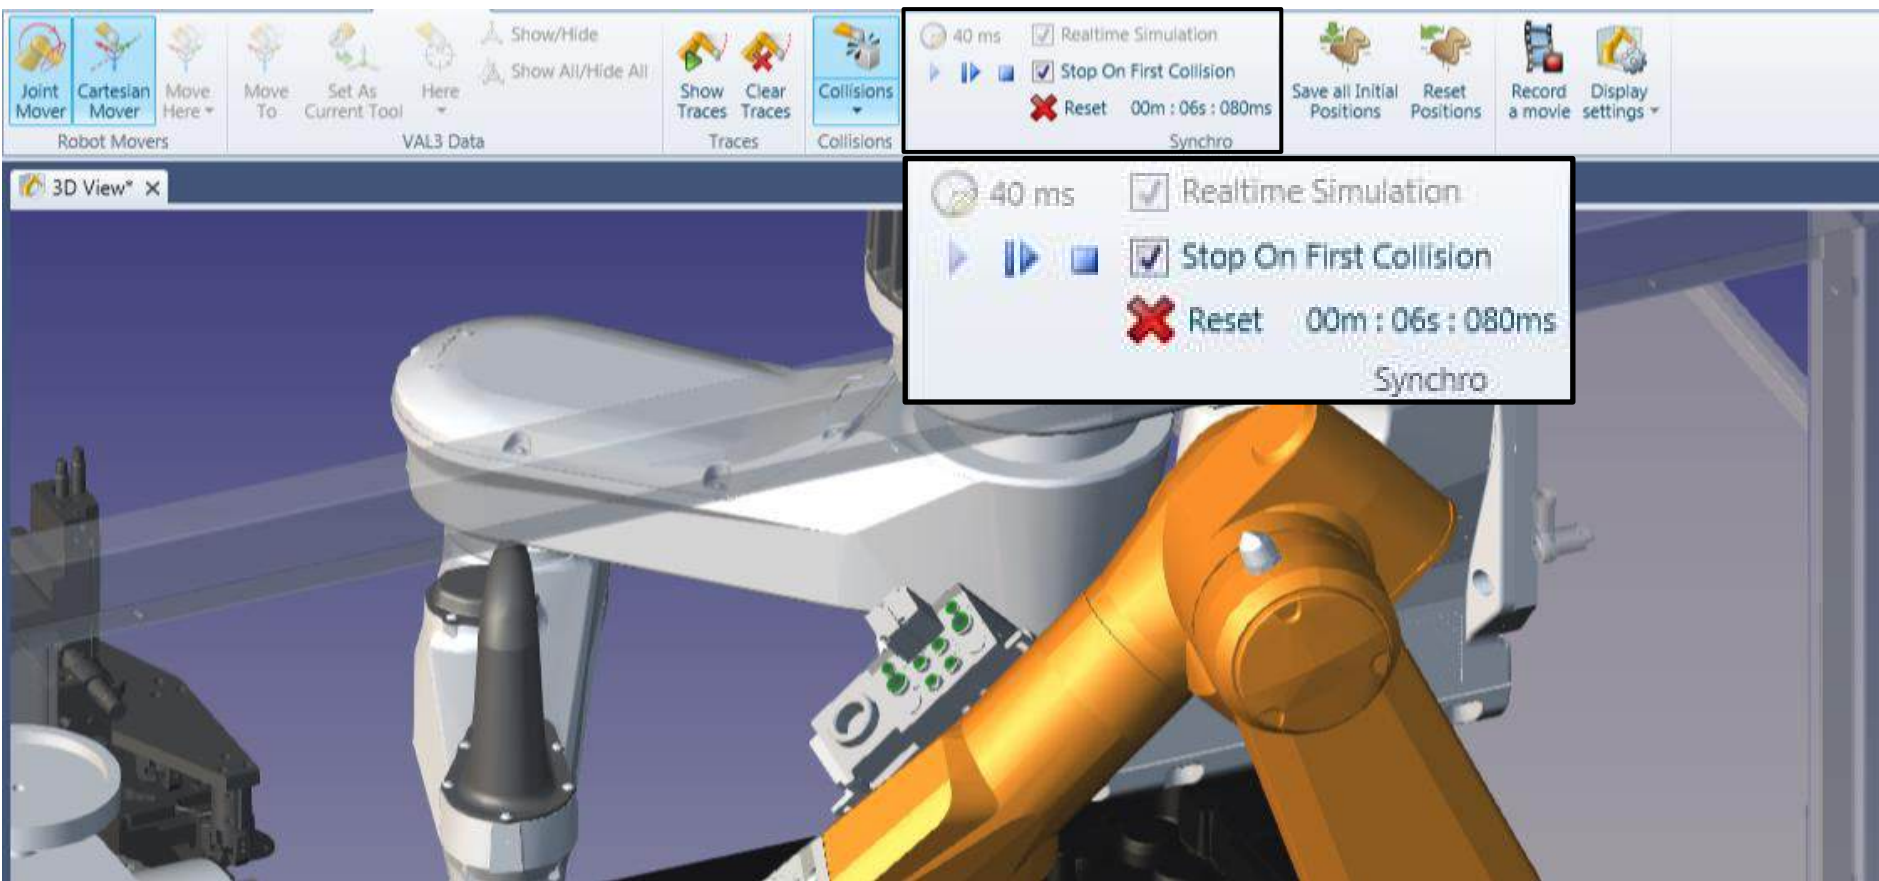 Joint Mover
Cartesian Mover
Move Here
Robot Movers
Move To
Set As Current Tool
Here
Show/Hide
Show All/Hide All
VAL3 Data
Show Traces
Clear Traces
Traces
Collisions
Collisions
40 ms
Realtime Simulation
Stop On First Collision
Reset 00m : 06s : 080ms
Synchro
Save all Initial Positions
Reset Positions
Record a movie
Display settings
3D View*
40 ms Realtime Simulation
Stop On First Collision
Reset 00m : 06s : 080ms
Synchro